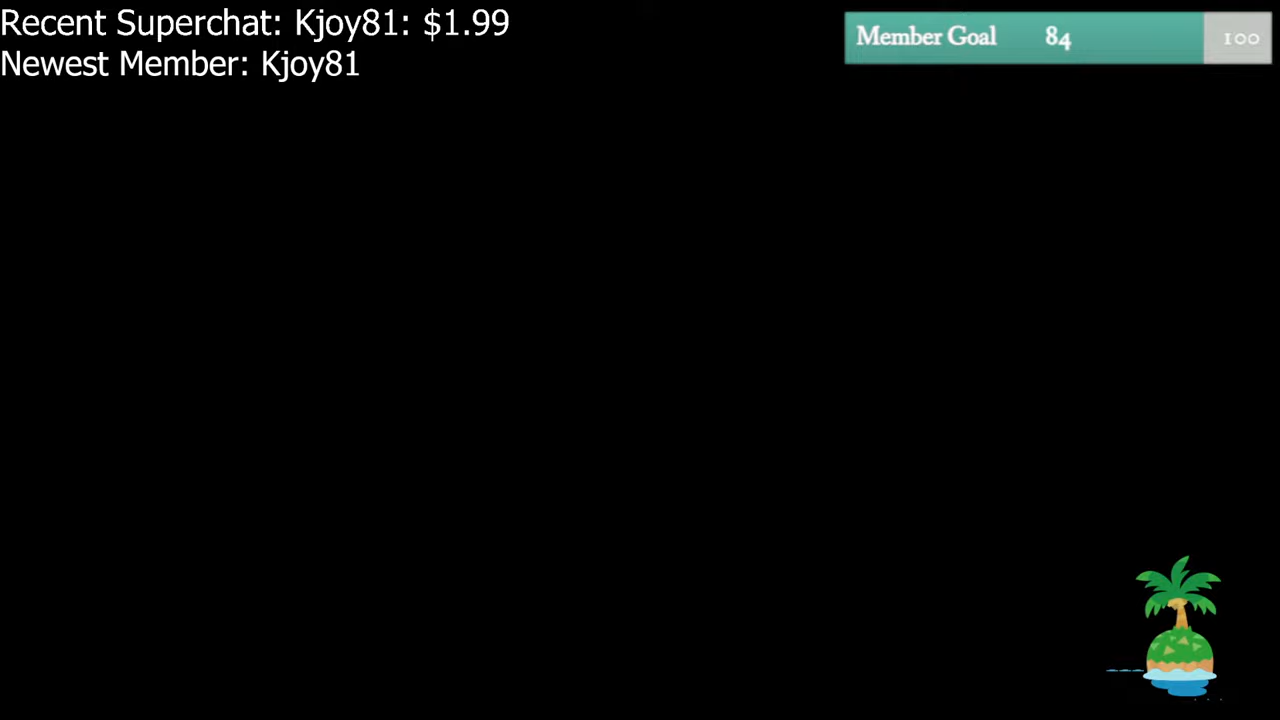 Recent Superchat: Kjoy81: $1.99
Newest Member: Kjoy81
Member Goal 84 100